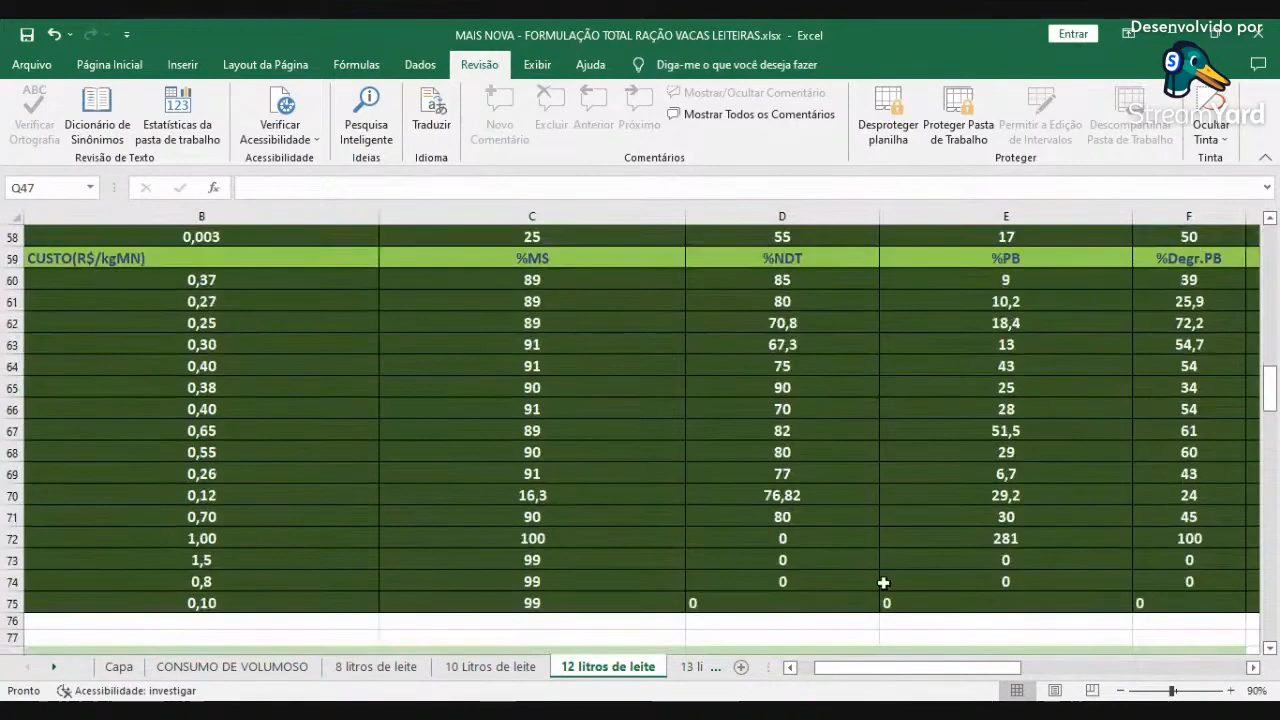 MAIS NOVA - FORMULAÇÃO TOTAL RAÇÃO VACAS LEITEIRAS.xlsx - Excel
Entrar
Desenvolvido por
StreamYard
Arquivo Página Inicial Inserir Layout da Página Fórmulas Dados Revisão Exibir Ajuda Diga-me o que você deseja fazer
ABC Verificar Ortografia
Dicionário de Sinônimos
123 Estatísticas da pasta de trabalho
Verificar Acessibilidade
Pesquisa Inteligente
Traduzir
Novo Comentário
Excluir
Anterior
Próximo
Mostrar/Ocultar Comentário
Mostrar Todos os Comentários
Desproteger planilha
Proteger Pasta de Trabalho
Permitir a Edição de Intervalos
Descompartilhar Pasta de Trabalho
Ocultar Tinta
Revisão de Texto Acessibilidade Ideias Idioma Comentários Proteger Tinta
Q47 fx
B C D E F
58 0,003 25 55 17 50
59 CUSTO(R$/kgMN) %MS %NDT %PB %Degr.PB
60 0,37 89 85 9 39
61 0,27 89 80 10,2 25,9
62 0,25 89 70,8 18,4 72,2
63 0,30 91 67,3 13 54,7
64 0,40 91 75 43 54
65 0,38 90 90 25 34
66 0,40 91 70 28 54
67 0,65 89 82 51,5 61
68 0,55 90 80 29 60
69 0,26 91 77 6,7 43
70 0,12 16,3 76,82 29,2 24
71 0,70 90 80 30 45
72 1,00 100 0 281 100
73 1,5 99 0 0 0
74 0,8 99 0 0 0
75 0,10 99 0 0 0
76
77
Capa CONSUMO DE VOLUMOSO 8 litros de leite 10 Litros de leite 12 litros de leite 13 li ...
Pronto Acessibilidade: investigar 90%